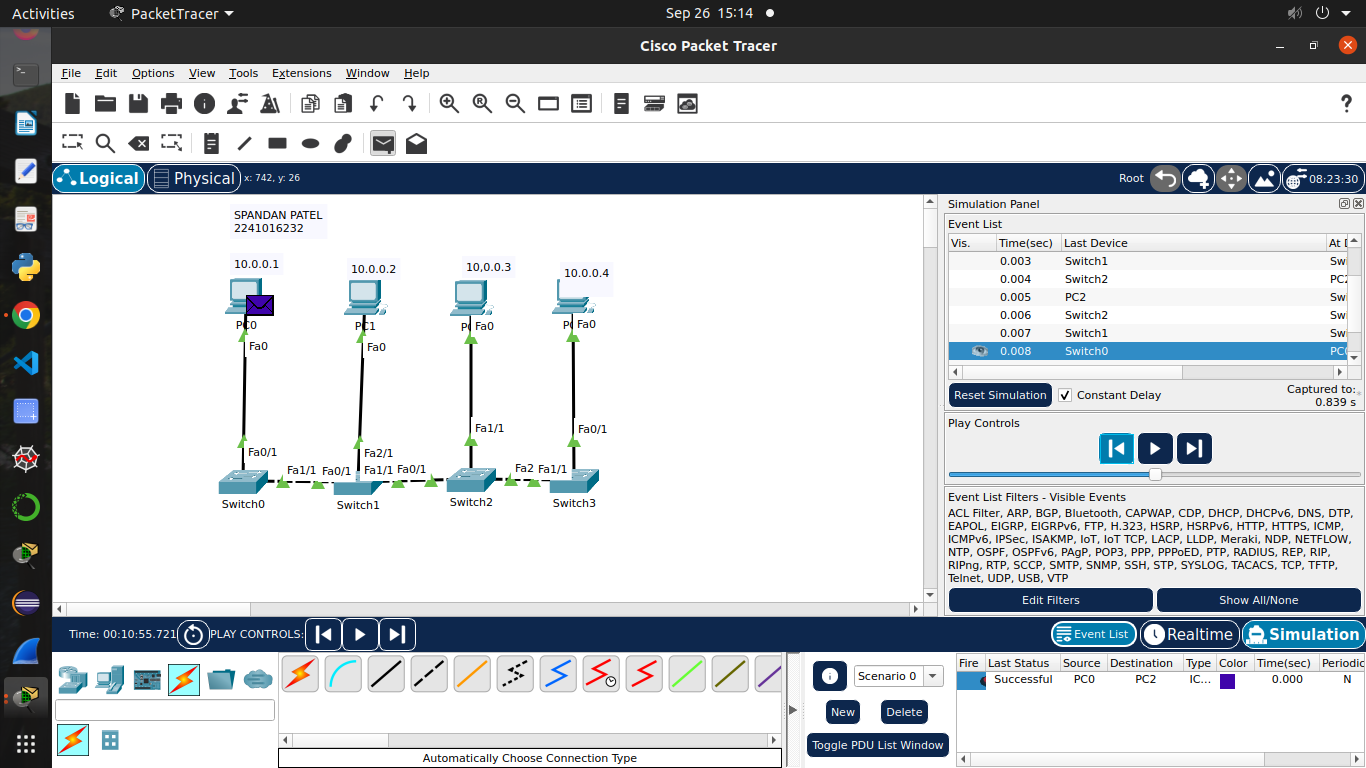 Activities PacketTracer Sep 26 15:14
Cisco Packet Tracer
File Edit Options View Tools Extensions Window Help
?
Logical Physical x: 742, y: 26 Root 08:23:30
SPANDAN PATEL
2241016232
10.0.0.1 10.0.0.2 10,0.0.3 10.0.0.4
PC0 PC1 Fa0 Fa0
Fa0 Fa0
Fa1/1 Fa0/1
Fa0/1 Fa2/1
Fa1/1 Fa0/1 Fa1/1 Fa0/1 Fa2 Fa1/1
Switch0 Switch1 Switch2 Switch3
Simulation Panel
Event List
Vis. Time(sec) Last Device At D
0.003 Switch1 Swi
0.004 Switch2 PC2
0.005 PC2 Swi
0.006 Switch2 Swi
0.007 Switch1 Swi
0.008 Switch0 PC0
Reset Simulation Constant Delay Captured to:
0.839 s
Play Controls
Event List Filters - Visible Events
ACL Filter, ARP, BGP, Bluetooth, CAPWAP, CDP, DHCP, DHCPv6, DNS, DTP,
EAPOL, EIGRP, EIGRPv6, FTP, H.323, HSRP, HSRPv6, HTTP, HTTPS, ICMP,
ICMPv6, IPSec, ISAKMP, IoT, IoT TCP, LACP, LLDP, Meraki, NDP, NETFLOW,
NTP, OSPF, OSPFv6, PAgP, POP3, PPP, PPPoED, PTP, RADIUS, REP, RIP,
RIPng, RTP, SCCP, SMTP, SNMP, SSH, STP, SYSLOG, TACACS, TCP, TFTP,
Telnet, UDP, USB, VTP
Edit Filters Show All/None
Time: 00:10:55.721 PLAY CONTROLS: Event List Realtime Simulation
Scenario 0
New Delete
Toggle PDU List Window
Automatically Choose Connection Type
Fire Last Status Source Destination Type Color Time(sec) Periodic
Successful PC0 PC2 IC... 0.000 N